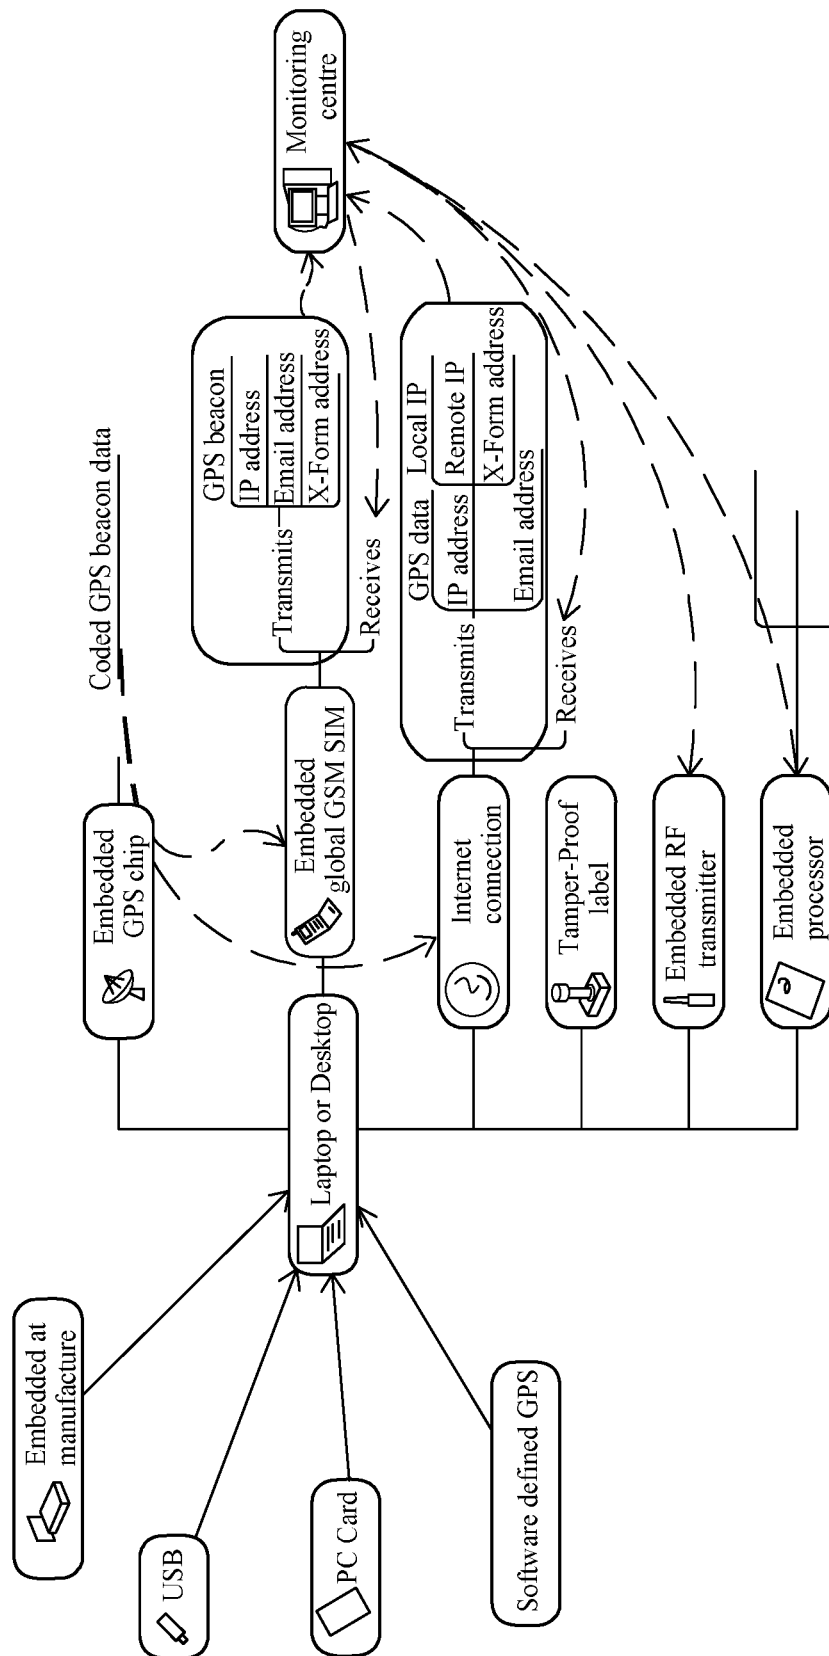 Embedded at
manufacture
USB
PC Card
Software defined GPS
Laptop or Desktop
Embedded
GPS chip
Coded GPS beacon data
Embedded
global GSM SIM
Transmits
GPS beacon
IP address
Email address
X-Form address
Receives
Internet
connection
Transmits
GPS data
IP address
Email address
Local IP
Remote IP
X-Form address
Receives
Tamper-Proof
label
Embedded RF
transmitter
Embedded
processor
Monitoring
centre